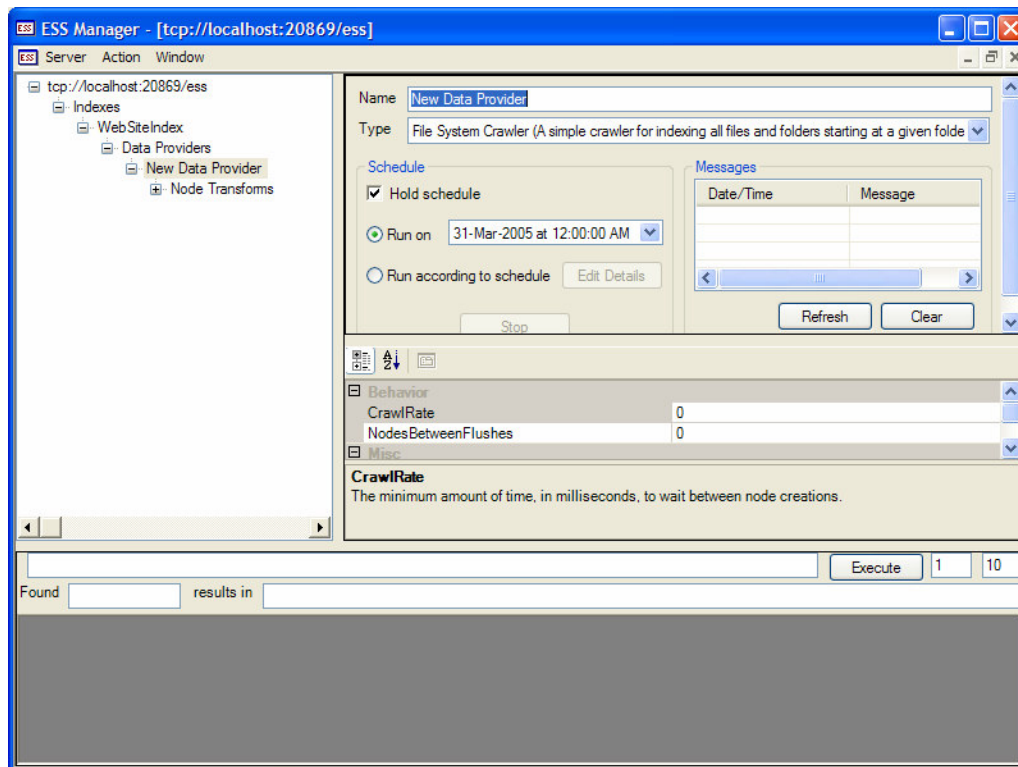 ESS ESS Manager - [tcp://localhost:20869/ess]
ESS Server Action Window
tcp://localhost:20869/ess
Indexes
WebSiteIndex
Data Providers
New Data Provider
Node Transforms
Name New Data Provider
Type File System Crawler (A simple crawler for indexing all files and folders starting at a given folde
Schedule
Hold schedule
Run on 31-Mar-2005 at 12:00:00 AM
Run according to schedule Edit Details
Stop
Messages
Date/Time Message
Refresh Clear
A Z
Behavior
CrawlRate 0
NodesBetweenFlushes 0
Misc
CrawlRate
The minimum amount of time, in milliseconds, to wait between node creations.
Execute 1 10
Found results in